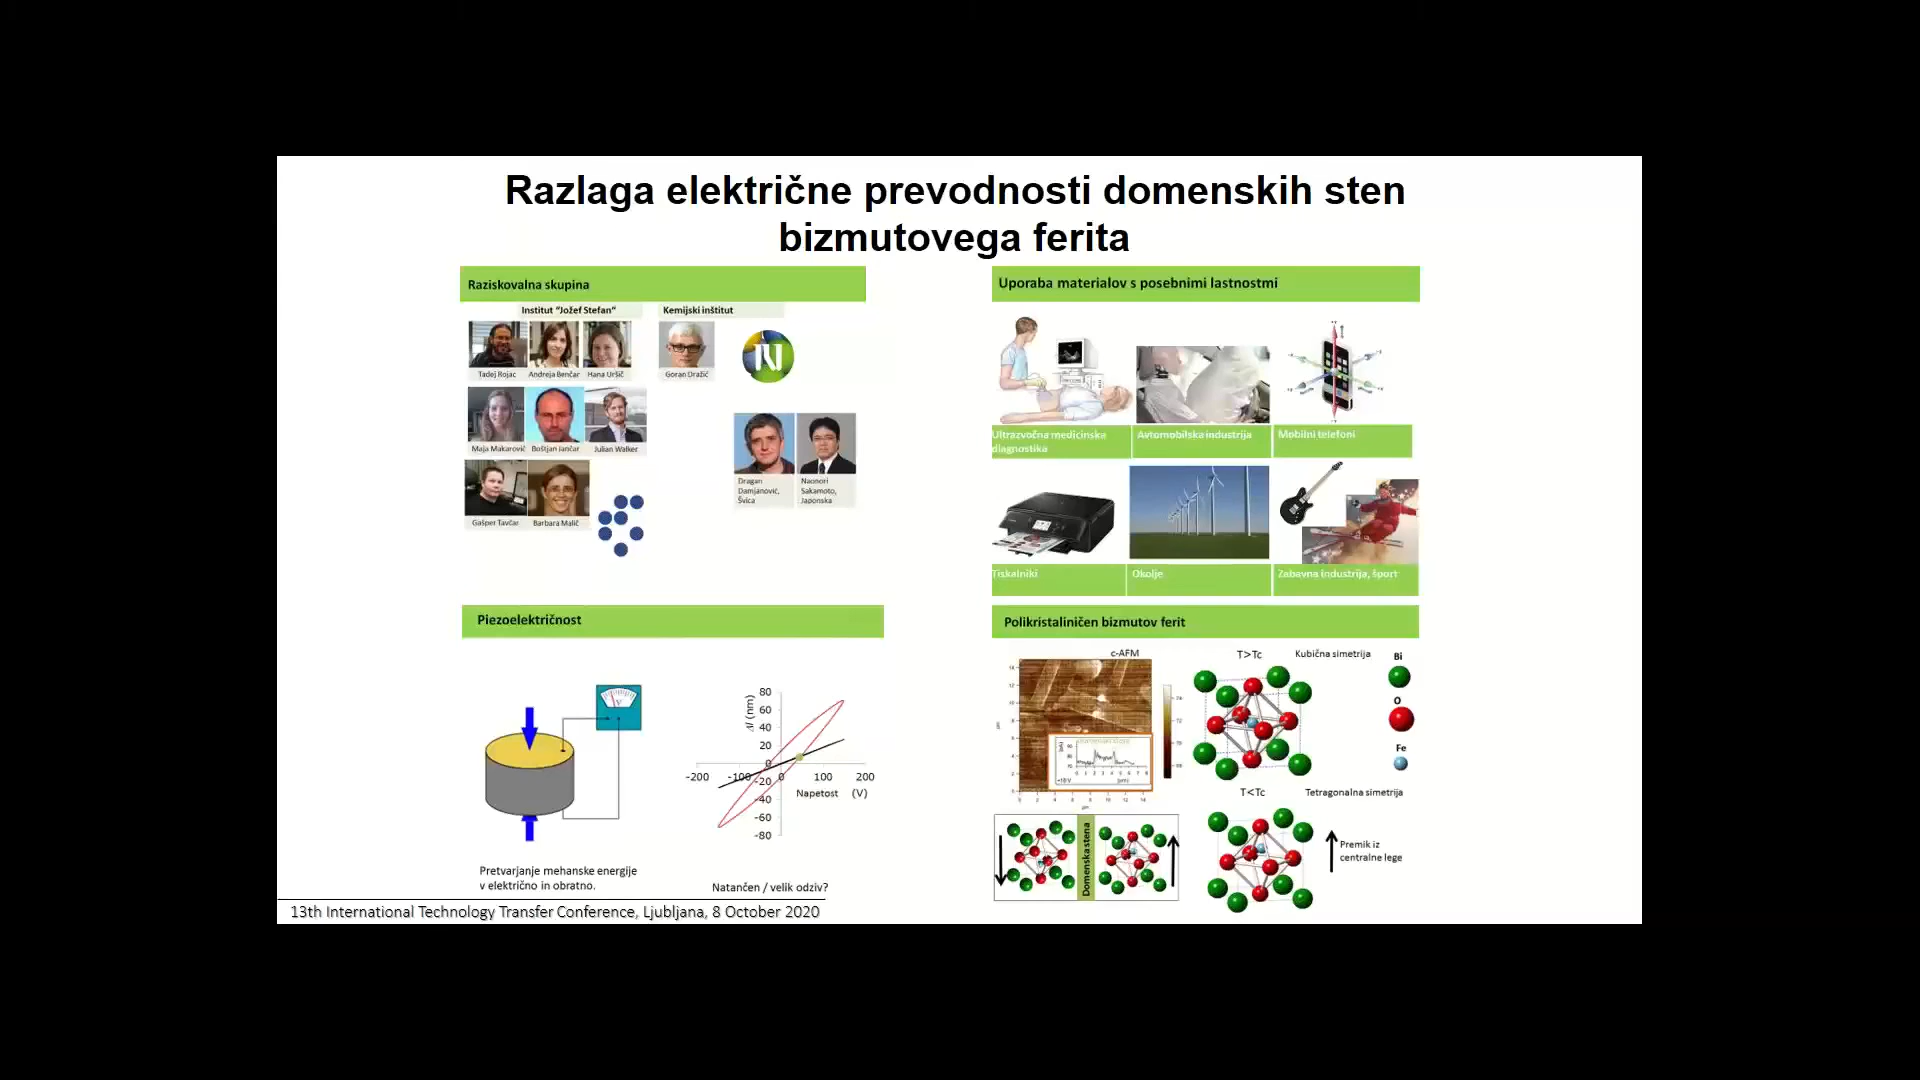 Razlaga električne prevodnosti domenskih sten
bizmutovega ferita
Raziskovalna skupina
Institut "Jožef Stefan"
Kemijski inštitut
Tadej Rojac
Andreja Benčar
Hana Uršič
Goran Dražić
Maja Makarovič
Boštjan Jančar
Julian Walker
Dragan
Damjanović,
Švica
Naonori
Sakamoto,
Japonska
Gašper Tavčar
Barbara Malič
Uporaba materialov s posebnimi lastnostmi
Ultrazvočna medicinska
diagnostika
Avtomobilska industrija
Mobilni telefoni
Tiskalniki
Okolje
Zabavna industrija, šport
Piezoelektričnost
V
Δl (nm)
80
60
40
20
0
-20
-40
-60
-80
-200
-100
0
100
200
Napetost (V)
Pretvarjanje mehanske energije
v električno in obratno.
Natančen / velik odziv?
Polikristaliničen bizmutov ferit
c-AFM
T>Tc
Kubična simetrija
Bi
O
Fe
T<Tc
Tetragonalna simetrija
Domenska stena
Premik iz
centralne lege
13th International Technology Transfer Conference, Ljubljana, 8 October 2020